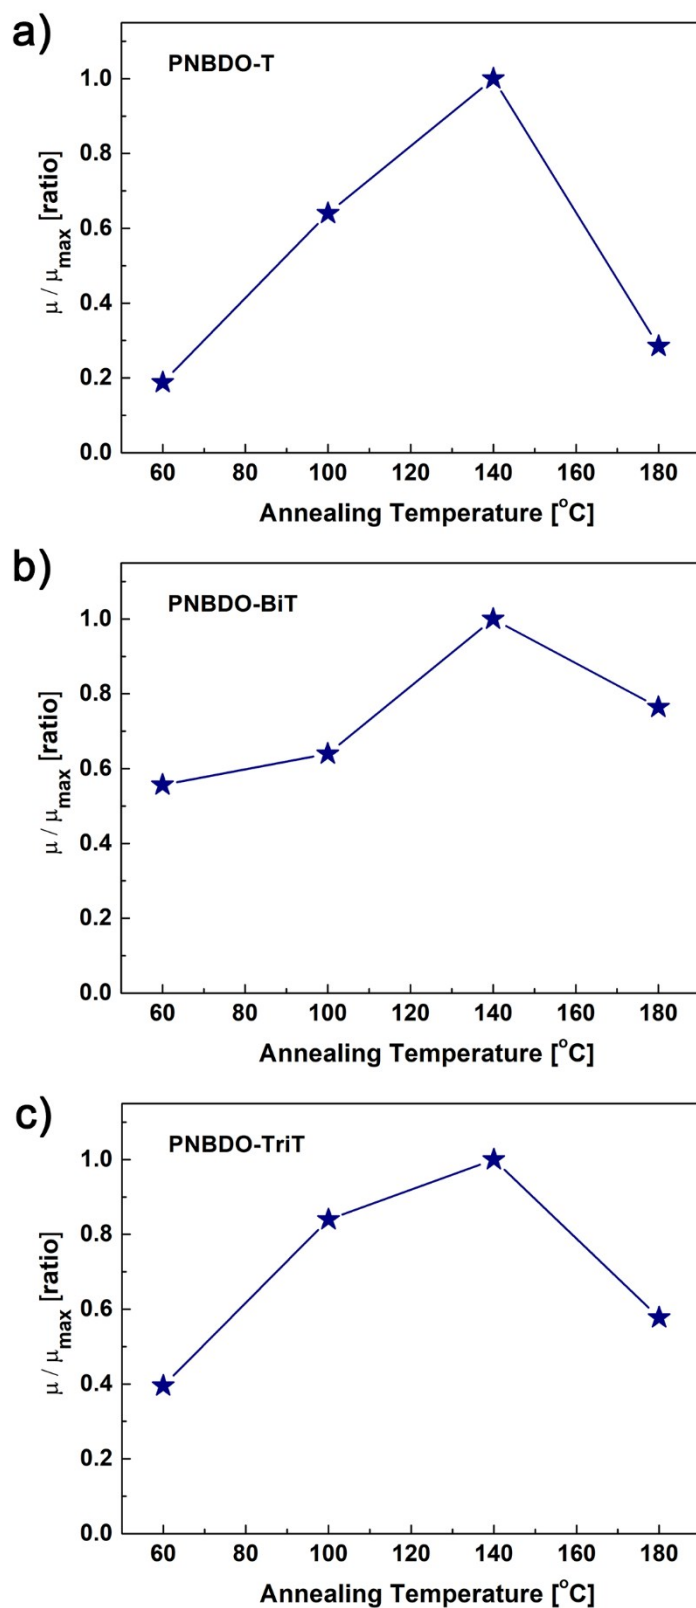 a)
PNBDO-T
1.0
0.8
0.6
0.4
0.2
0.0
μ / μmax [ratio]
60 80 100 120 140 160 180
Annealing Temperature [°C]
b)
PNBDO-BiT
1.0
0.8
0.6
0.4
0.2
0.0
μ / μmax [ratio]
60 80 100 120 140 160 180
Annealing Temperature [°C]
c)
PNBDO-TriT
1.0
0.8
0.6
0.4
0.2
0.0
μ / μmax [ratio]
60 80 100 120 140 160 180
Annealing Temperature [°C]